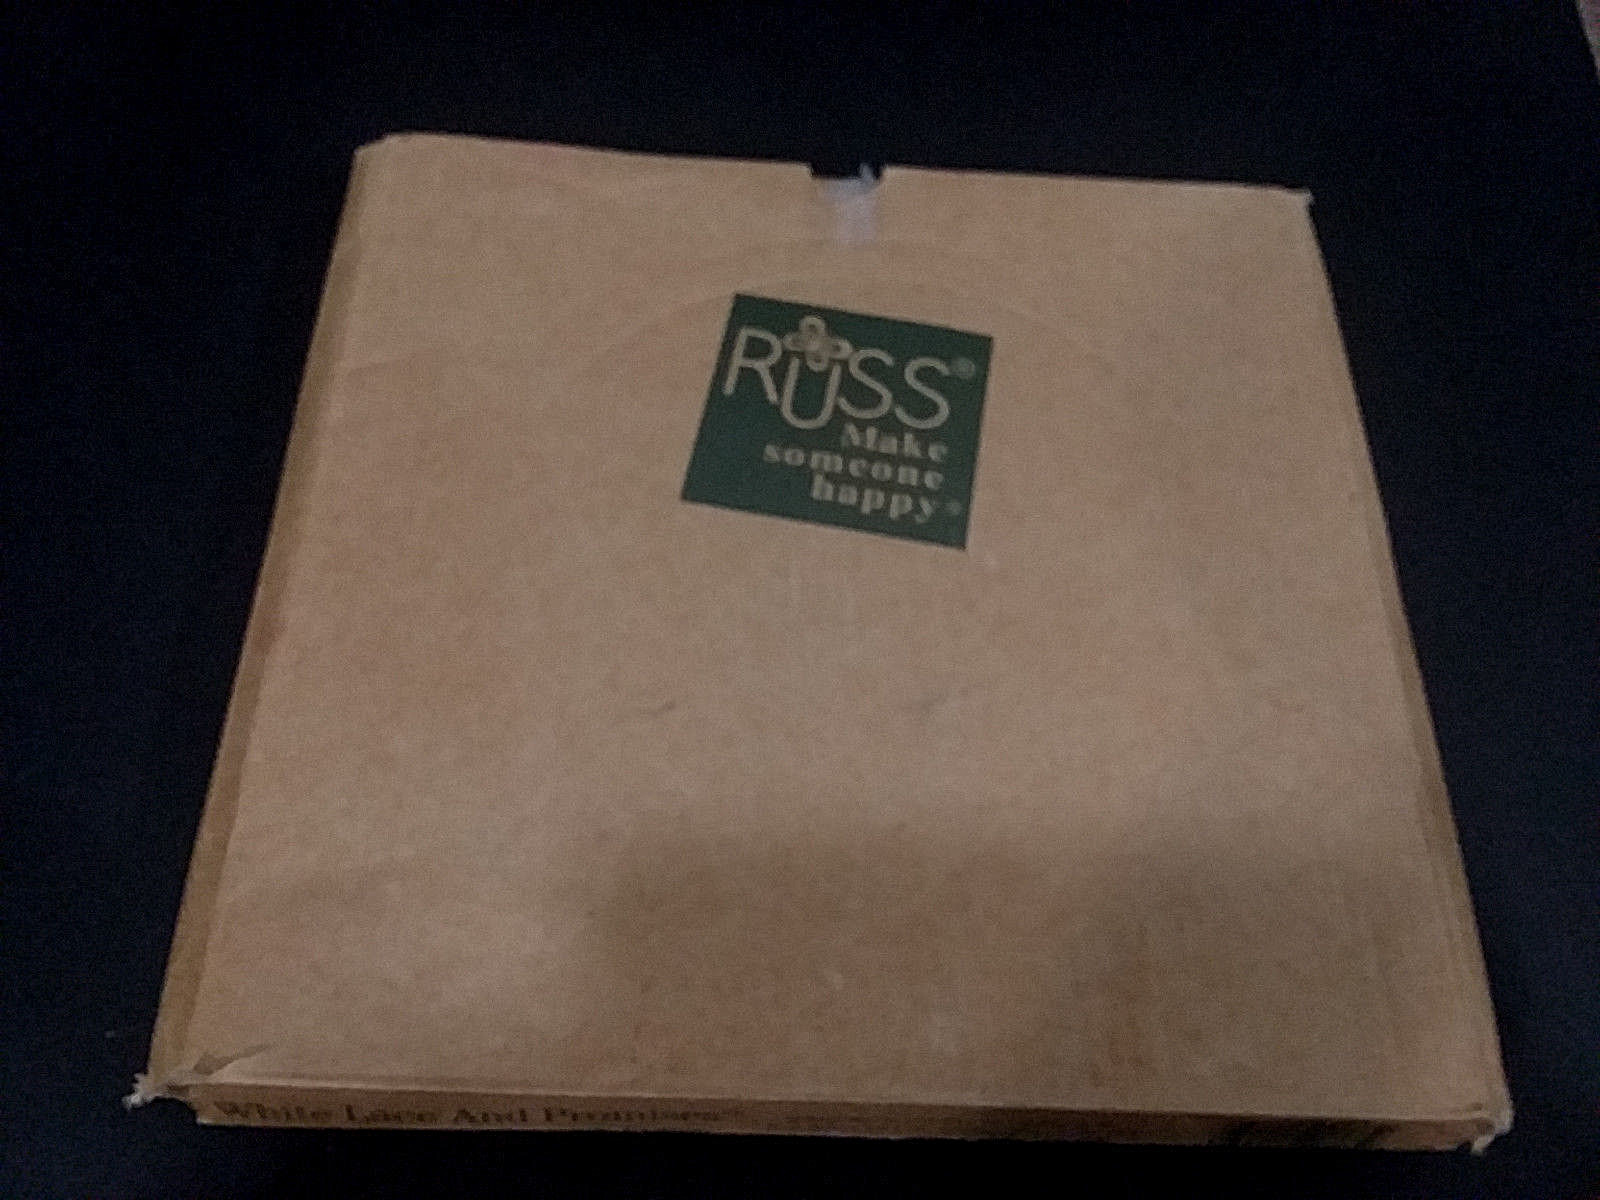 RUSS®
Make
someone
happy®
White Lace And Promises